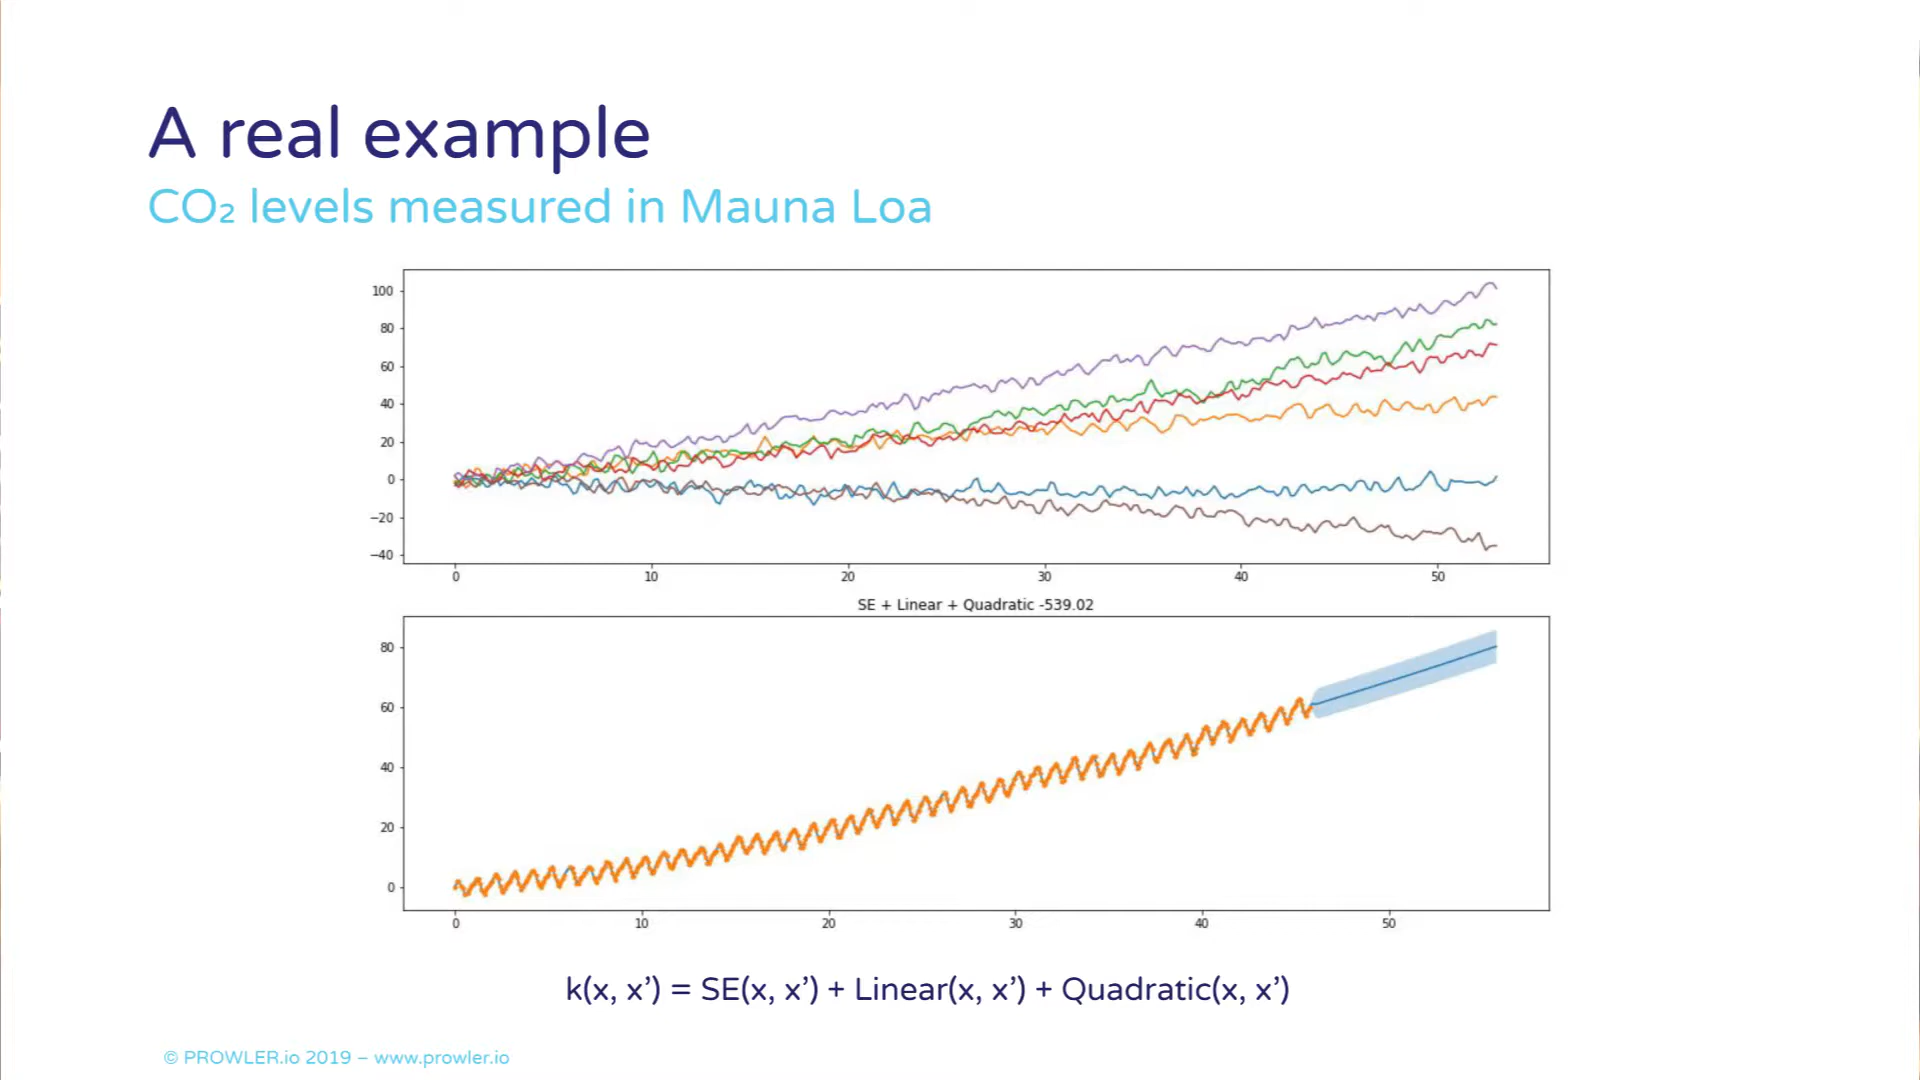 A real example
CO₂ levels measured in Mauna Loa
100
80
60
40
20
0
−20
−40
0 10 20 30 40 50
SE + Linear + Quadratic -539.02
80
60
40
20
0
0 10 20 30 40 50
k(x, x’) = SE(x, x’) + Linear(x, x’) + Quadratic(x, x’)
© PROWLER.io 2019 – www.prowler.io